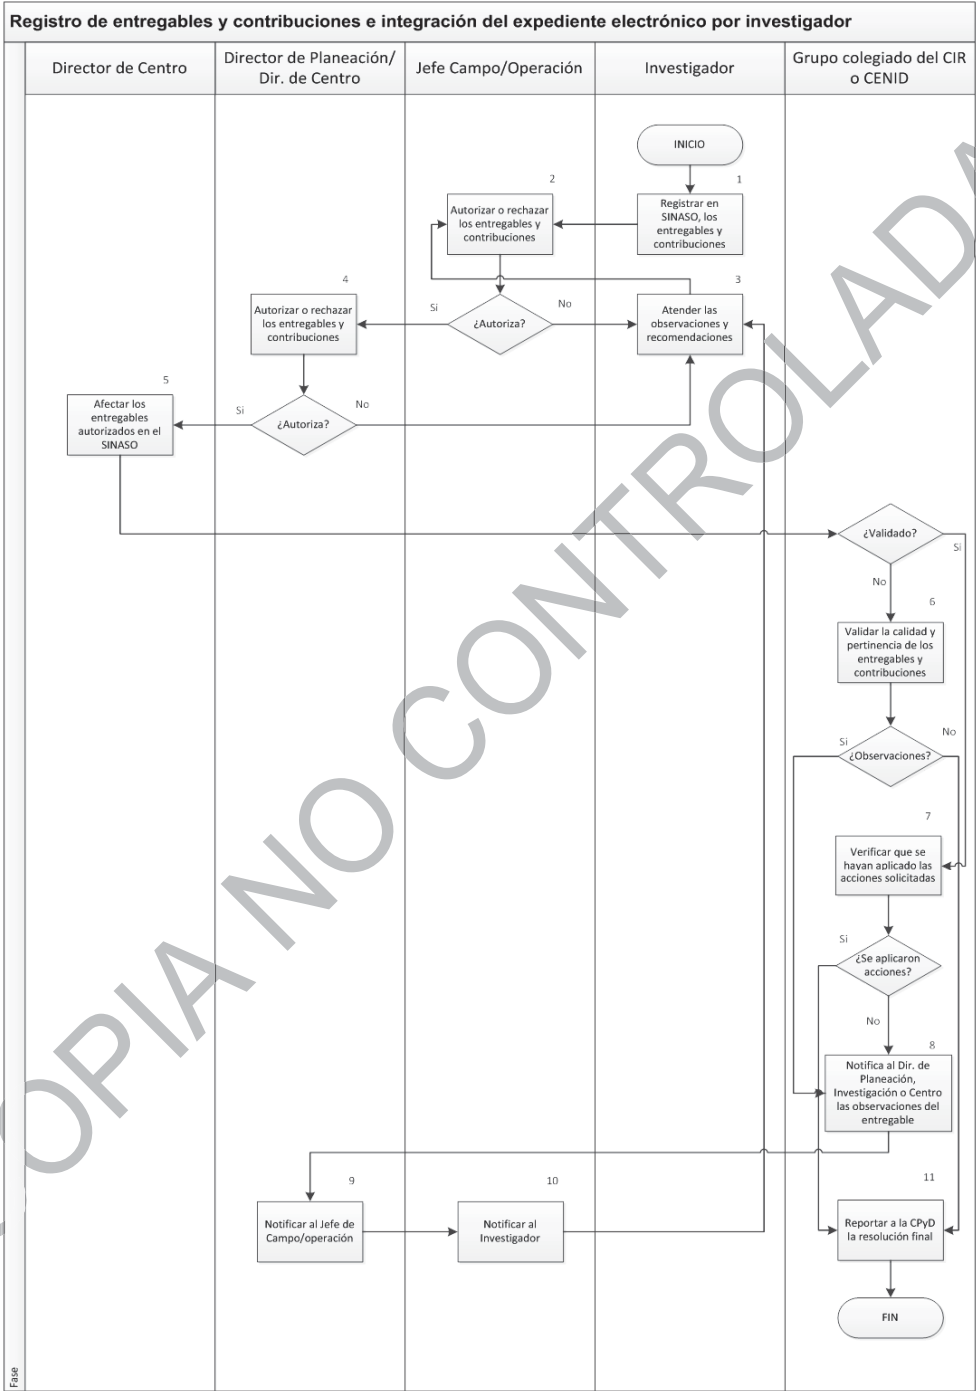 Registro de entregables y contribuciones e integración del expediente electrónico por investigador
Director de Centro
Director de Planeación/
Dir. de Centro
Jefe Campo/Operación
Investigador
Grupo colegiado del CIR
o CENID
INICIO
1
Registrar en
SINASO, los
entregables y
contribuciones
2
Autorizar o rechazar
los entregables y
contribuciones
¿Autoriza?
Si
No
3
Atender las
observaciones y
recomendaciones
4
Autorizar o rechazar
los entregables y
contribuciones
¿Autoriza?
Si
No
5
Afectar los
entregables
autorizados en el
SINASO
¿Validado?
Si
No
6
Validar la calidad y
pertinencia de los
entregables y
contribuciones
¿Observaciones?
Si
No
7
Verificar que se
hayan aplicado las
acciones solicitadas
¿Se aplicaron
acciones?
Si
No
8
Notifica al Dir. de
Planeación,
Investigación o Centro
las observaciones del
entregable
9
Notificar al Jefe de
Campo/operación
10
Notificar al
Investigador
11
Reportar a la CPyD
la resolución final
FIN
Fase
OPIA NO CONTROLADA